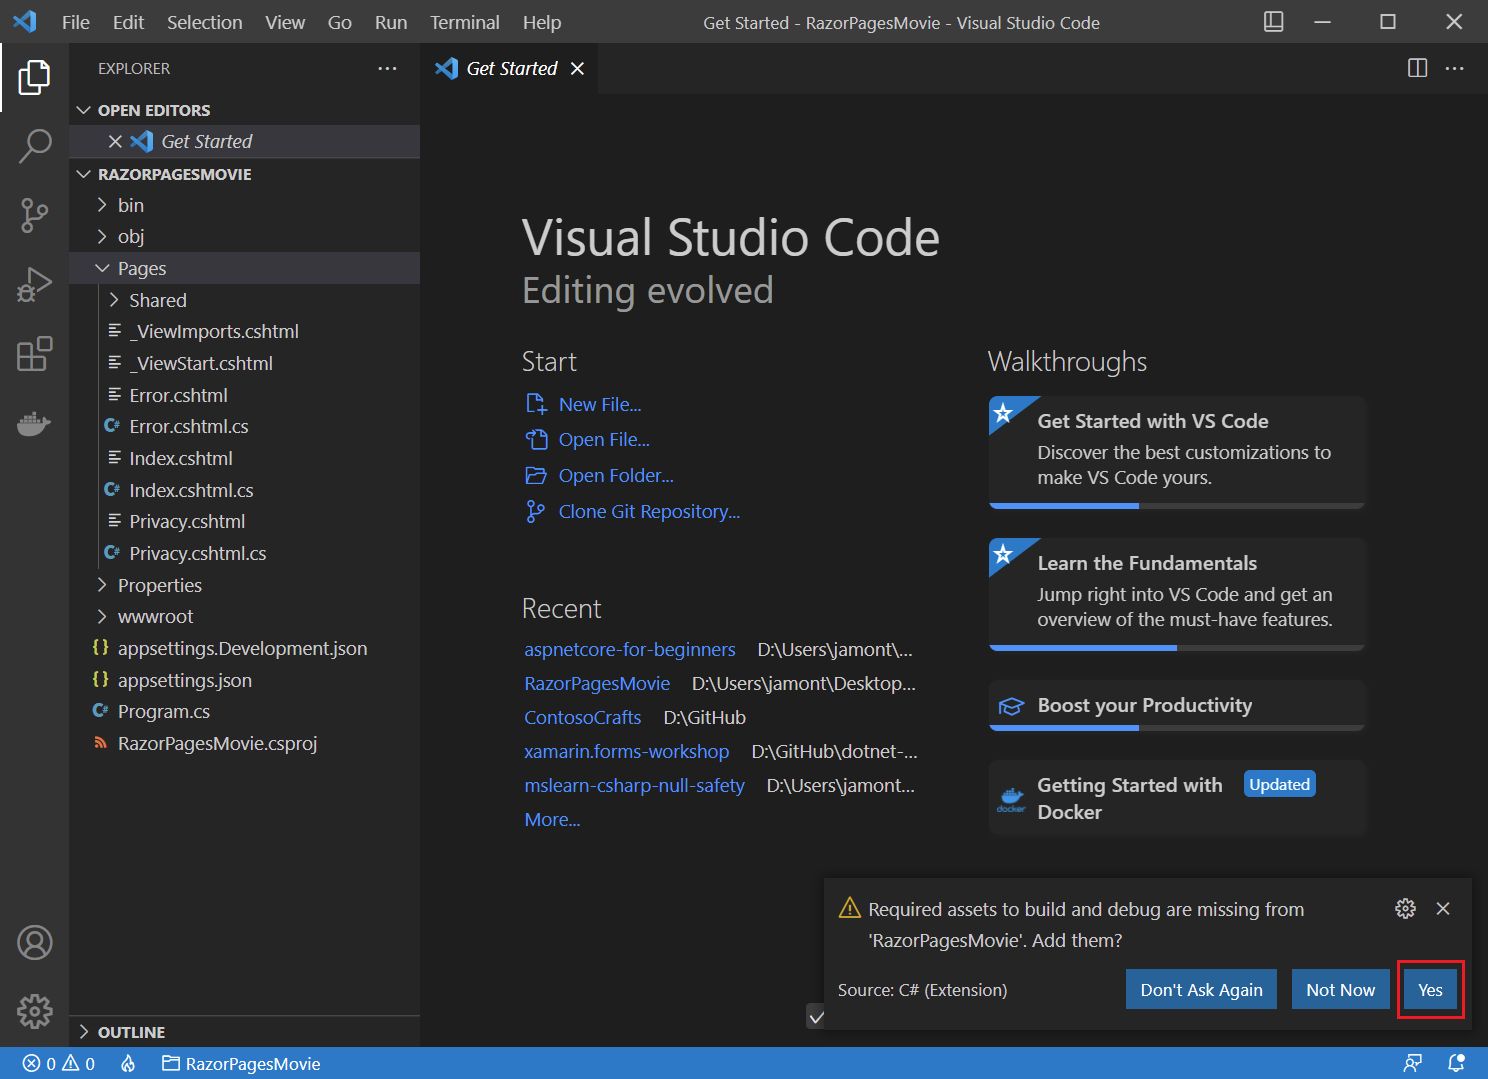 File Edit Selection View Go Run Terminal Help
Get Started - RazorPagesMovie - Visual Studio Code
EXPLORER
OPEN EDITORS
Get Started
RAZORPAGESMOVIE
bin
obj
Pages
Shared
_ViewImports.cshtml
_ViewStart.cshtml
Error.cshtml
C# Error.cshtml.cs
Index.cshtml
C# Index.cshtml.cs
Privacy.cshtml
C# Privacy.cshtml.cs
Properties
wwwroot
{} appsettings.Development.json
{} appsettings.json
C# Program.cs
RazorPagesMovie.csproj
OUTLINE
Get Started
Visual Studio Code
Editing evolved
Start
New File...
Open File...
Open Folder...
Clone Git Repository...
Recent
aspnetcore-for-beginners D:\Users\jamont\...
RazorPagesMovie D:\Users\jamont\Desktop...
ContosoCrafts D:\GitHub
xamarin.forms-workshop D:\GitHub\dotnet-...
mslearn-csharp-null-safety D:\Users\jamont...
More...
Walkthroughs
Get Started with VS Code
Discover the best customizations to
make VS Code yours.
Learn the Fundamentals
Jump right into VS Code and get an
overview of the must-have features.
Boost your Productivity
docker
Getting Started with
Docker
Updated
Required assets to build and debug are missing from
'RazorPagesMovie'. Add them?
Source: C# (Extension)
Don't Ask Again
Not Now
Yes
0 0 RazorPagesMovie